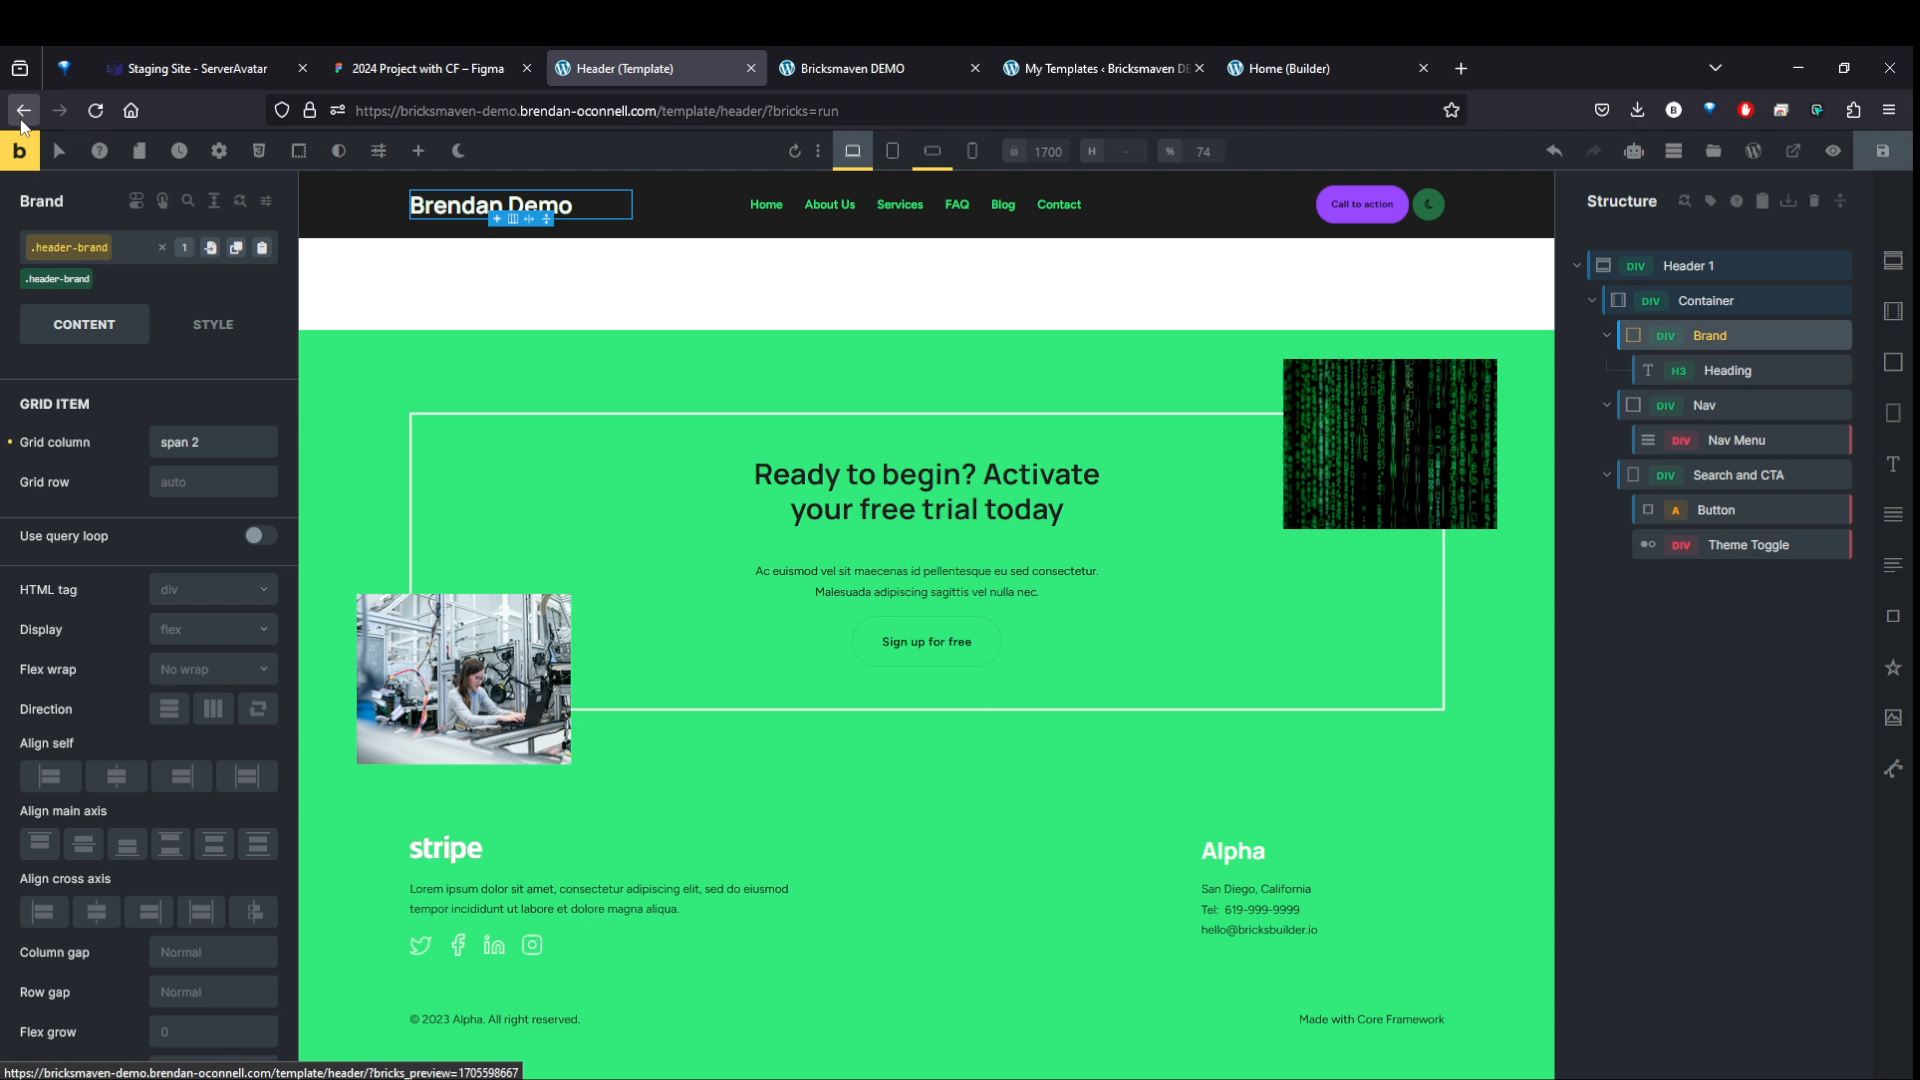 Staging Site - ServerAvatar
2024 Project with CF – Figma
Header (Template)
Bricksmaven DEMO
My Templates ‹ Bricksmaven DE
Home (Builder)
https://bricksmaven-demo.brendan-oconnell.com/template/header/?bricks=run
b
1700
H
-
%
74
Brand
.header-brand
1
.header-brand
CONTENT
STYLE
GRID ITEM
Grid column
span 2
Grid row
auto
Use query loop
HTML tag
div
Display
flex
Flex wrap
No wrap
Direction
Align self
Align main axis
Align cross axis
Column gap
Normal
Row gap
Normal
Flex grow
0
https://bricksmaven-demo.brendan-oconnell.com/template/header/?bricks_preview=1705598667
Brendan Demo
Home
About Us
Services
FAQ
Blog
Contact
Call to action
Ready to begin? Activate
your free trial today
Ac euismod vel sit maecenas id pellentesque eu sed consectetur.
Malesuada adipiscing sagittis vel nulla nec.
Sign up for free
stripe
Lorem ipsum dolor sit amet, consectetur adipiscing elit, sed do eiusmod
tempor incididunt ut labore et dolore magna aliqua.
Alpha
San Diego, California
Tel: 619-999-9999
hello@bricksbuilder.io
© 2023 Alpha. All right reserved.
Made with Core Framework
Structure
DIV Header 1
DIV Container
DIV Brand
H3 Heading
DIV Nav
DIV Nav Menu
DIV Search and CTA
A Button
DIV Theme Toggle